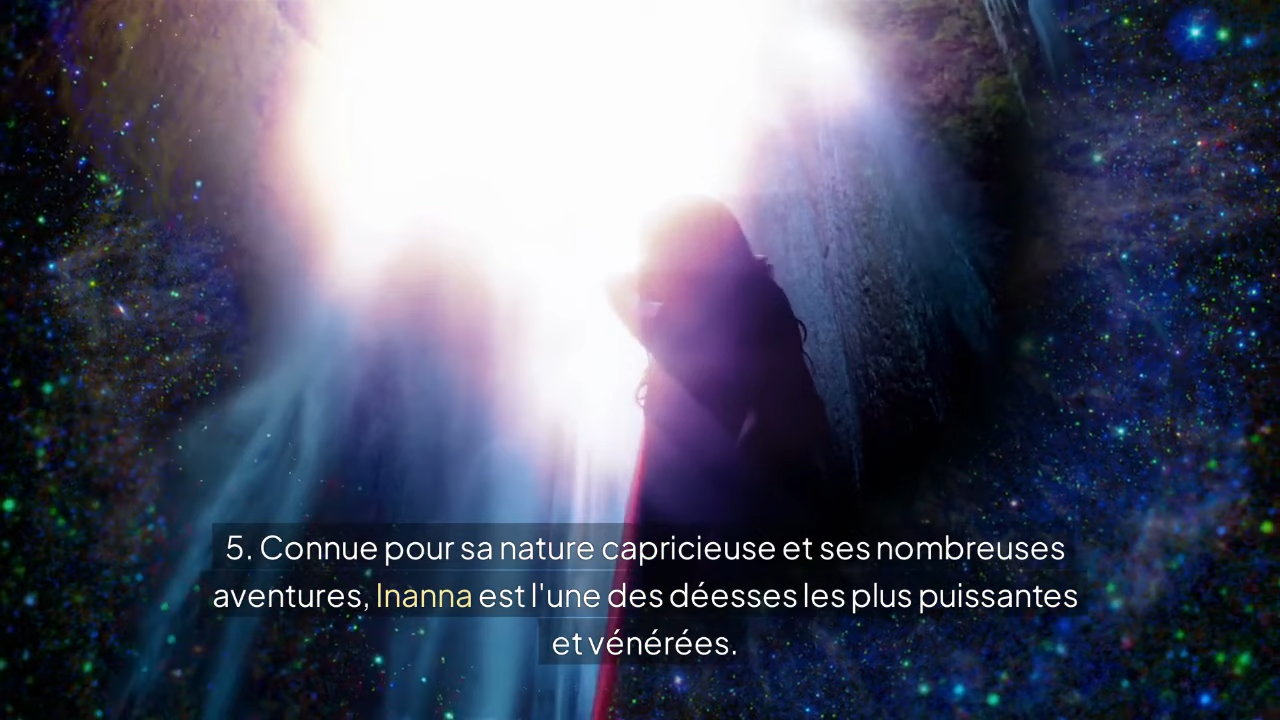 5. Connue pour sa nature capricieuse et ses nombreuses
aventures, Inanna est l'une des déesses les plus puissantes
et vénérées.